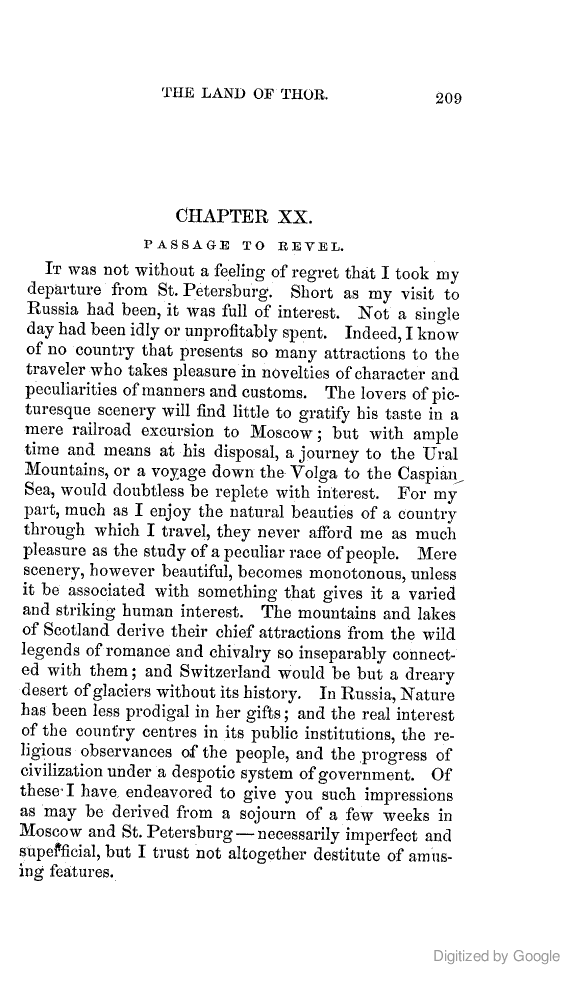 THE LAND OF THOR. 209
CHAPTER XX.
PASSAGE TO REVEL.
IT was not without a feeling of regret that I took my
departure from St. Petersburg. Short as my visit to
Russia had been, it was full of interest. Not a single
day had been idly or unprofitably spent. Indeed, I know
of no country that presents so many attractions to the
traveler who takes pleasure in novelties of character and
peculiarities of manners and customs. The lovers of pic-
turesque scenery will find little to gratify his taste in a
mere railroad excursion to Moscow; but with ample
time and means at his disposal, a journey to the Ural
Mountains, or a voyage down the Volga to the Caspian
Sea, would doubtless be replete with interest. For my
part, much as I enjoy the natural beauties of a country
through which I travel, they never afford me as much
pleasure as the study of a peculiar race of people. Mere
scenery, however beautiful, becomes monotonous, unless
it be associated with something that gives it a varied
and striking human interest. The mountains and lakes
of Scotland derive their chief attractions from the wild
legends of romance and chivalry so inseparably connect-
ed with them; and Switzerland would be but a dreary
desert of glaciers without its history. In Russia, Nature
has been less prodigal in her gifts; and the real interest
of the country centres in its public institutions, the re-
ligious observances of the people, and the progress of
civilization under a despotic system of government. Of
these I have endeavored to give you such impressions
as may be derived from a sojourn of a few weeks in
Moscow and St. Petersburg—necessarily imperfect and
superficial, but I trust not altogether destitute of amus-
ing features.
Digitized by Google